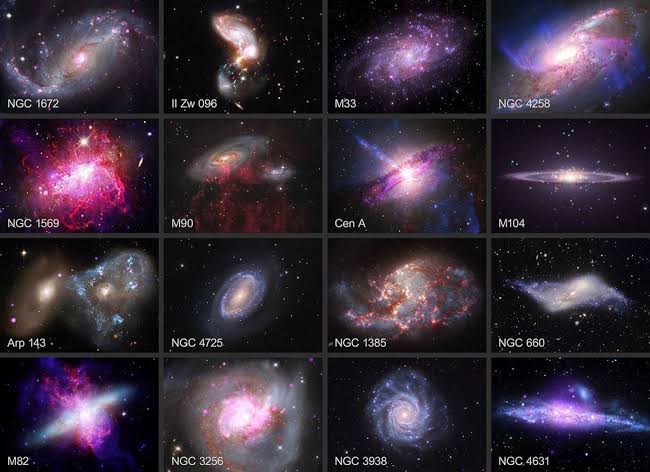 NGC 1672
II Zw 096
M33
NGC 4258
NGC 1569
M90
Cen A
M104
Arp 143
NGC 4725
NGC 1385
NGC 660
M82
NGC 3256
NGC 3938
NGC 4631